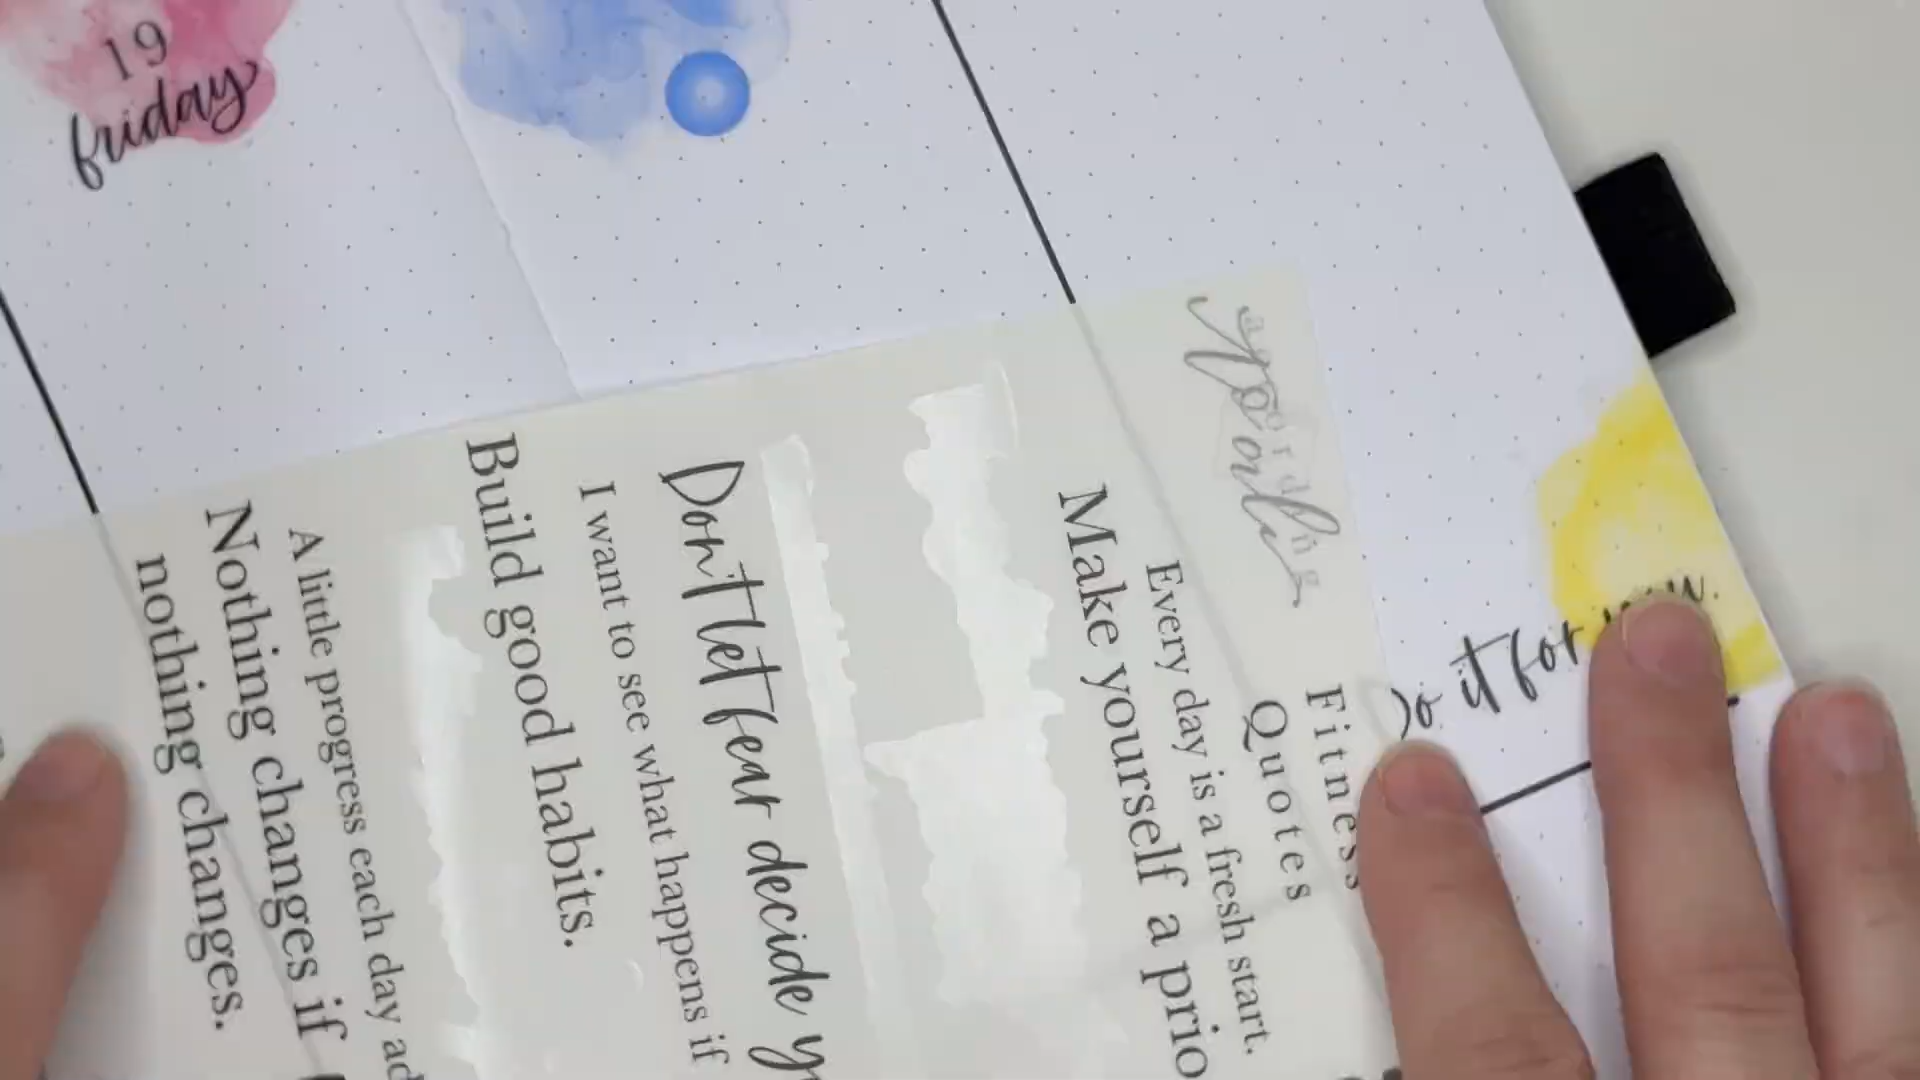 19
friday
it for
Fitness
Quotes
Every day is a fresh start.
Make yourself a prio
Don't let fear decide y
I want to see what happens if
Build good habits.
A little progress each day ad
Nothing changes if
nothing changes.